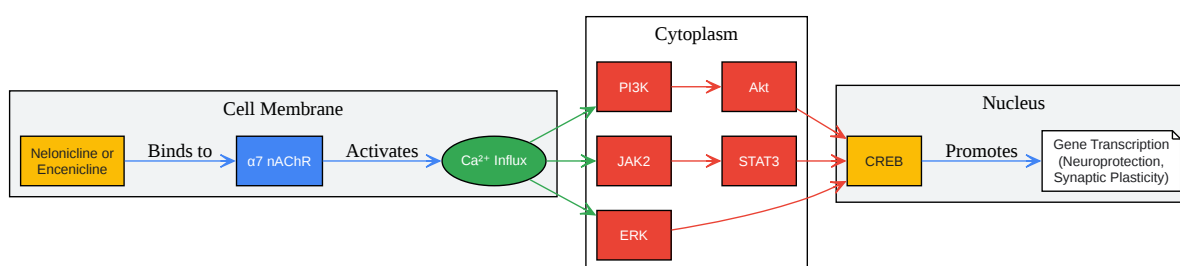 Cell Membrane
Nelonicline or
Encenicline
Binds to
α7 nAChR
Activates
Ca²⁺ Influx
Cytoplasm
PI3K
Akt
JAK2
STAT3
ERK
Nucleus
CREB
Promotes
Gene Transcription
(Neuroprotection,
Synaptic Plasticity)